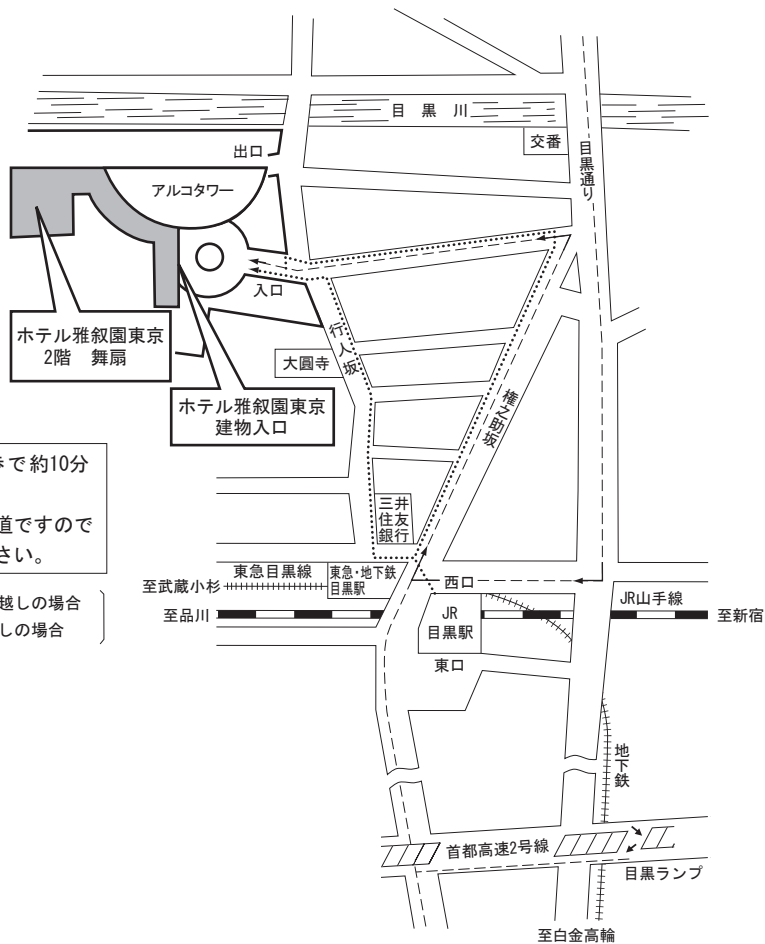 目黒川
交番
目黒通り
出口
アルコタワー
入口
ホテル雅叙園東京
2階 舞扇
行人坂
大圓寺
ホテル雅叙園東京
建物入口
権之助坂
で約10分
道ですので
さい。
越しの場合
しの場合
三井
住友
銀行
東急目黒線
東急・地下鉄
目黒駅
至武蔵小杉
西口
JR山手線
至品川
JR
目黒駅
至新宿
東口
地下鉄
首都高速2号線
目黒ランプ
至白金高輪